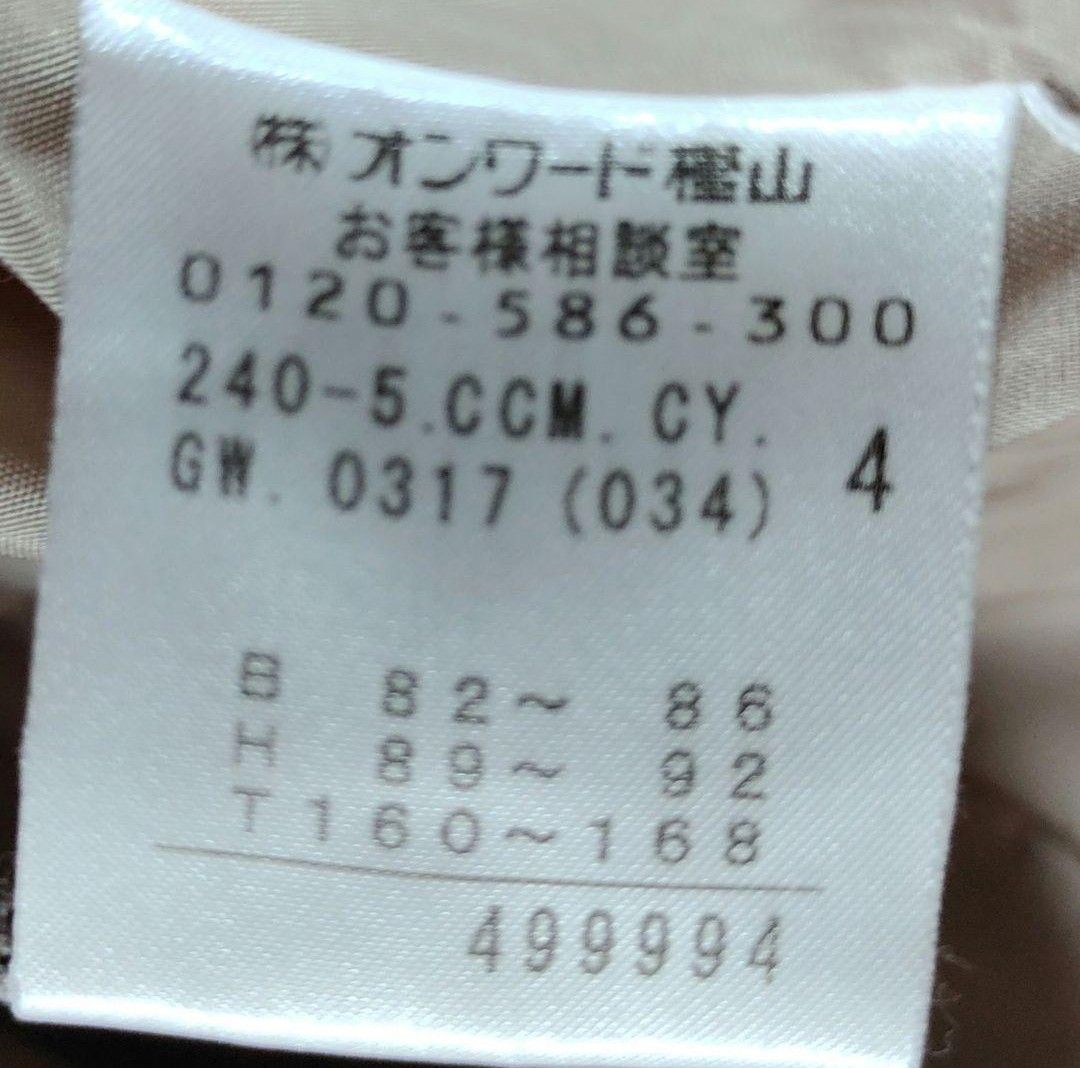 ㈱オンワード樫山
お客様相談室
0120-586-300
240-5.CCM.CY.
GW.0317(034) 4
B 82~ 86
H 89~ 92
T160~168
499994